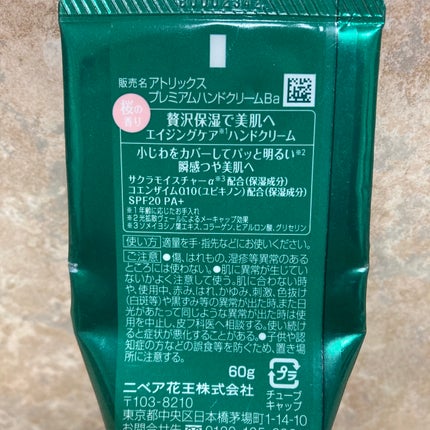 販売名アトリックス
プレミアムハンドクリームBa
桜の
香り
贅沢保湿で美肌へ
エイジングケア※1ハンドクリーム
小じわをカバーしてパッと明るい※2
瞬感つや美肌へ
サクラモイスチャーα※3配合(保湿成分)
コエンザイムQ10(ユビキノン)配合(保湿成分)
SPF20 PA+
※1年齢に応じたお手入れ
※2光拡散ヴェールによるメーキャップ効果
※3ソメイヨシノ葉エキス、コラーゲン、ヒアルロン酸、グリセリン
使い方 適量を手・指先などにお使いください。
ご注意 ●傷、はれもの、湿疹等異常のある
ところには使わない。●肌に異常が生じてい
ないかよく注意して使う。肌に合わない時
や、使用中、赤み、はれ、かゆみ、刺激、色抜け
(白斑等)や黒ずみ等の異常が出た時、また日
光があたって同じような異常が出た時は使
用を中止し、皮フ科医へ相談する。使い続け
ると症状が悪化することがある。●子供や認
知症の方などの誤食等を防ぐため、置き場
所に注意する。
60g
ニベア花王株式会社
〒103-8210
東京都中央区日本橋茅場町1-14-10
プラ
チューブ
キャップ